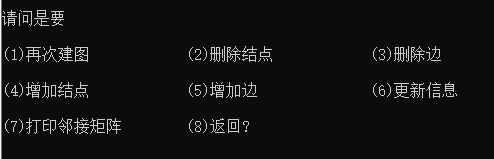 请问是要
(1)再次建图 (2)删除结点 (3)删除边
(4)增加结点 (5)增加边 (6)更新信息
(7)打印邻接矩阵 (8)返回?